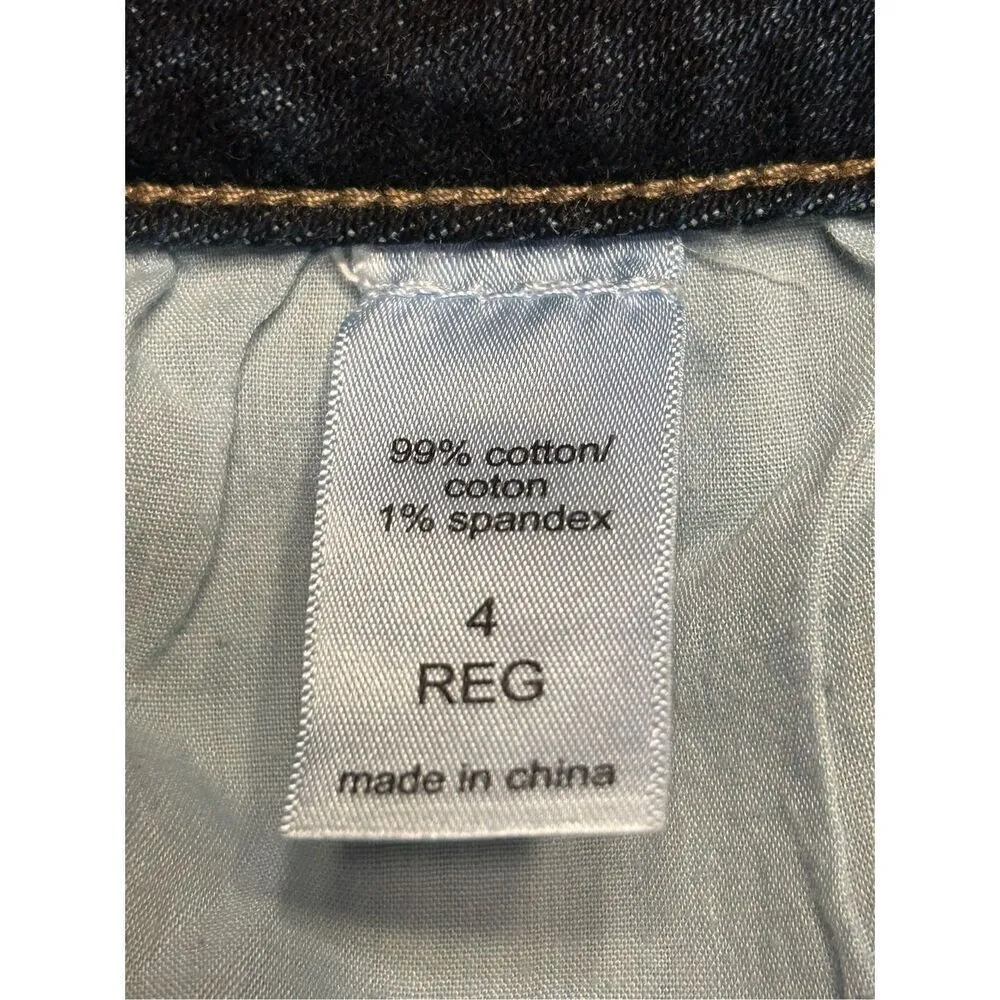 99% cotton/
coton
1% spandex
4
REG
made in china